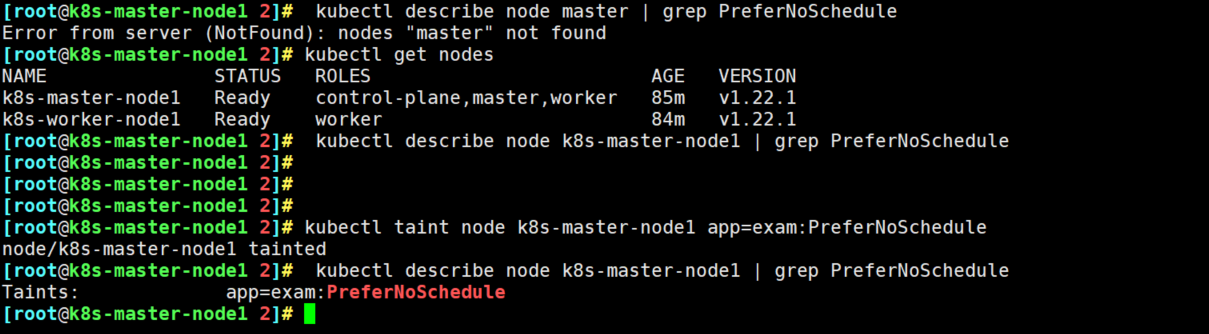 [root@k8s-master-node1 2]#  kubectl describe node master | grep PreferNoSchedule
Error from server (NotFound): nodes "master" not found
[root@k8s-master-node1 2]# kubectl get nodes
NAME               STATUS   ROLES                         AGE   VERSION
k8s-master-node1   Ready    control-plane,master,worker   85m   v1.22.1
k8s-worker-node1   Ready    worker                        84m   v1.22.1
[root@k8s-master-node1 2]#  kubectl describe node k8s-master-node1 | grep PreferNoSchedule
[root@k8s-master-node1 2]#
[root@k8s-master-node1 2]#
[root@k8s-master-node1 2]#
[root@k8s-master-node1 2]# kubectl taint node k8s-master-node1 app=exam:PreferNoSchedule
node/k8s-master-node1 tainted
[root@k8s-master-node1 2]#  kubectl describe node k8s-master-node1 | grep PreferNoSchedule
Taints:             app=exam:PreferNoSchedule
[root@k8s-master-node1 2]#